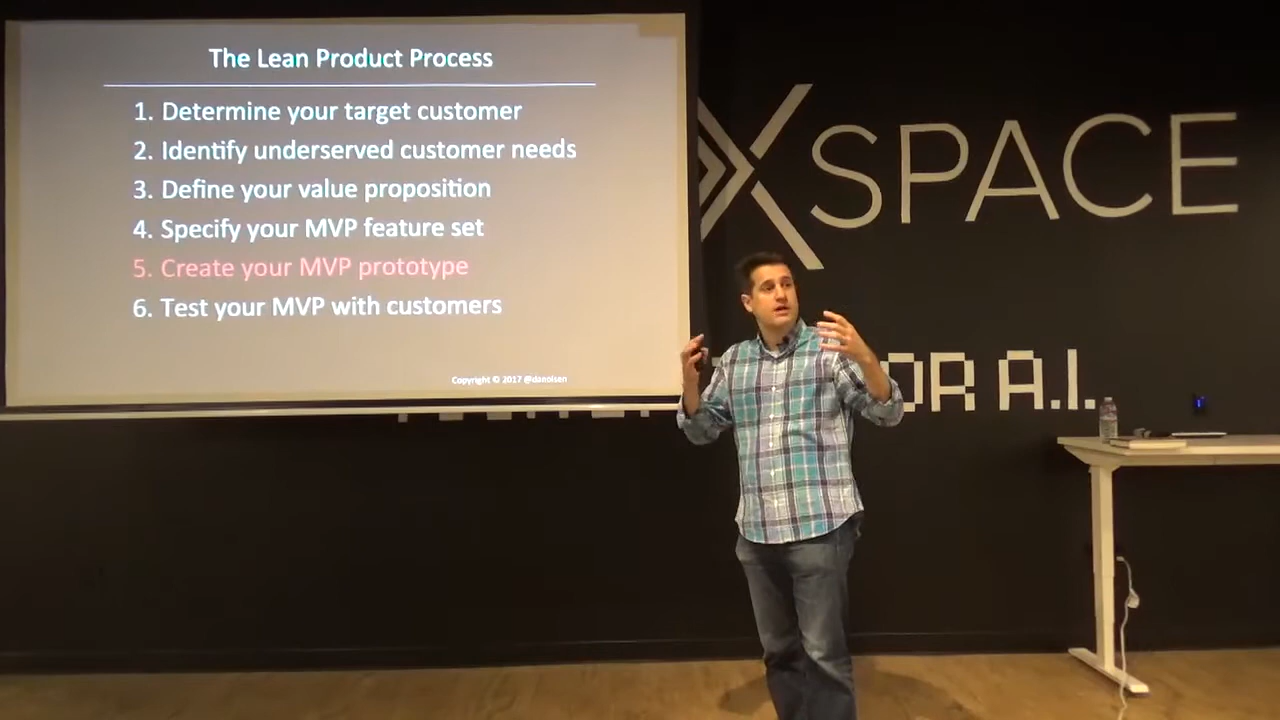 The Lean Product Process
1. Determine your target customer
2. Identify underserved customer needs
3. Define your value proposition
4. Specify your MVP feature set
5. Create your MVP prototype
6. Test your MVP with customers
Copyright © 2017 @danolsen
XSPACE
OR A.I.